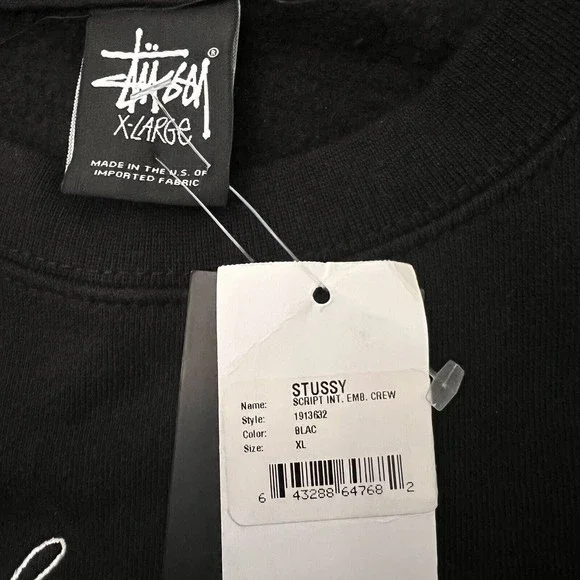 Stüssy ®
X-LARGE
MADE IN THE U.S. OF
IMPORTED FABRIC
STUSSY
Name: SCRIPT INT. EMB. CREW
Style: 1913632
Color: BLAC
Size: XL
6 43288 64768 2